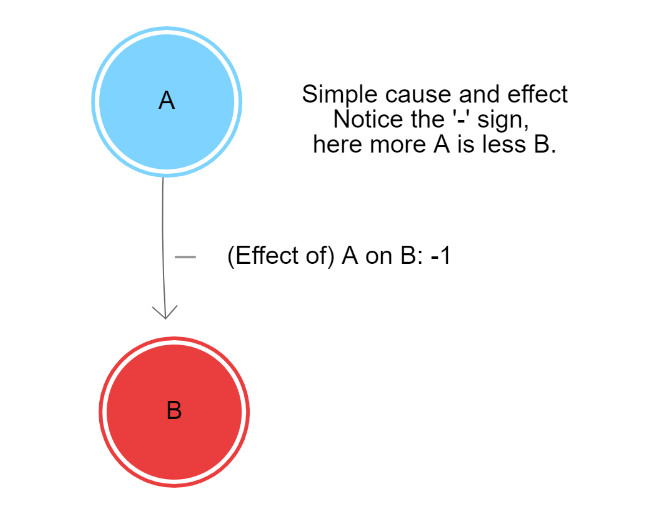 A
Simple cause and effect
Notice the '-' sign,
here more A is less B.
(Effect of) A on B: -1
B